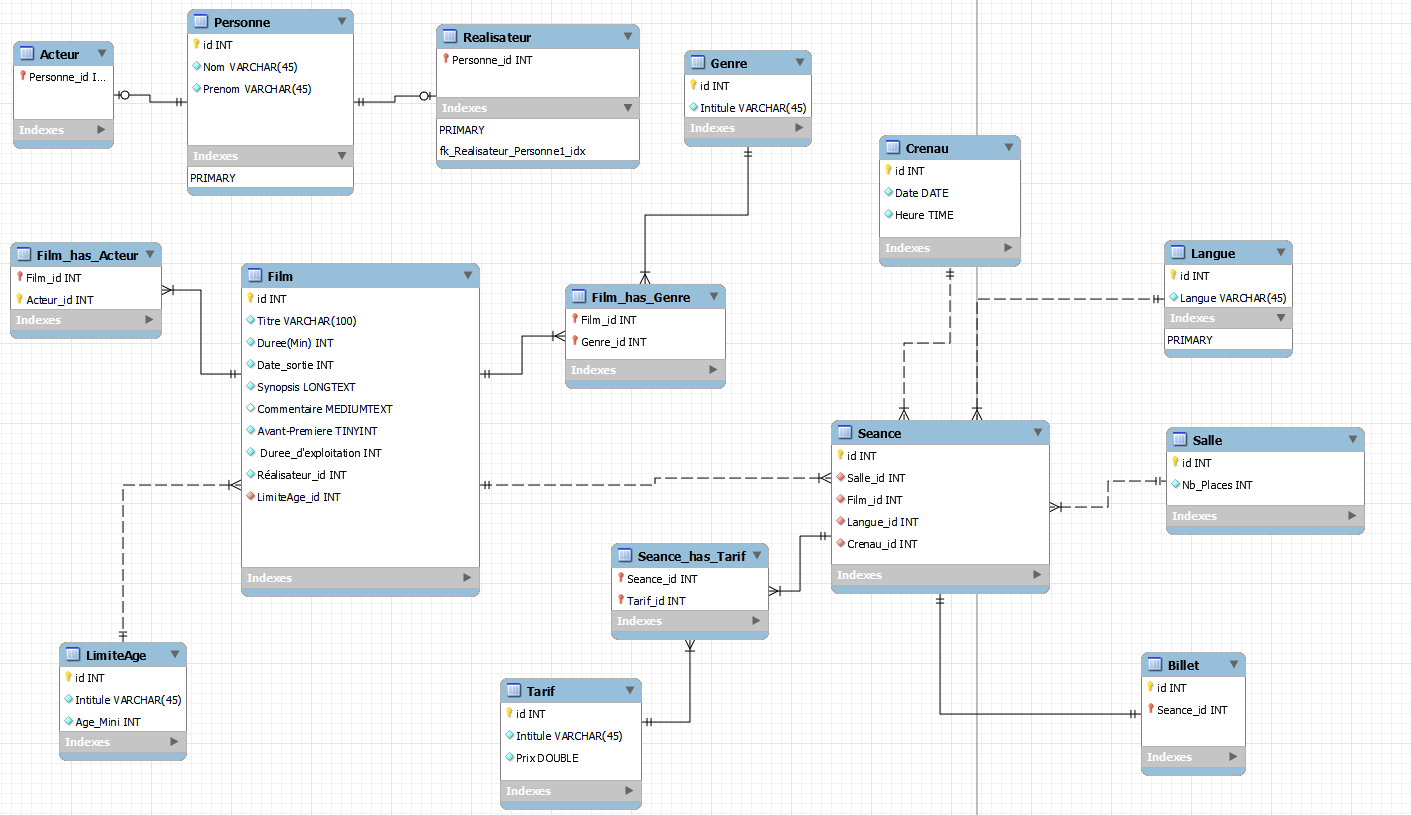 Acteur
Personne_id I...
Indexes
Personne
id INT
Nom VARCHAR(45)
Prenom VARCHAR(45)
Indexes
PRIMARY
Realisateur
Personne_id INT
Indexes
PRIMARY
fk_Realisateur_Personne1_idx
Genre
id INT
Intitule VARCHAR(45)
Indexes
Crenau
id INT
Date DATE
Heure TIME
Indexes
Langue
id INT
Langue VARCHAR(45)
Indexes
PRIMARY
Film_has_Acteur
Film_id INT
Acteur_id INT
Indexes
Film
id INT
Titre VARCHAR(100)
Duree(Min) INT
Date_sortie INT
Synopsis LONGTEXT
Commentaire MEDIUMTEXT
Avant-Premiere TINYINT
Duree_d'exploitation INT
Réalisateur_id INT
LimiteAge_id INT
Indexes
Film_has_Genre
Film_id INT
Genre_id INT
Indexes
Seance
id INT
Salle_id INT
Film_id INT
Langue_id INT
Crenau_id INT
Indexes
Salle
id INT
Nb_Places INT
Indexes
Seance_has_Tarif
Seance_id INT
Tarif_id INT
Indexes
LimiteAge
id INT
Intitule VARCHAR(45)
Age_Mini INT
Indexes
Tarif
id INT
Intitule VARCHAR(45)
Prix DOUBLE
Indexes
Billet
id INT
Seance_id INT
Indexes